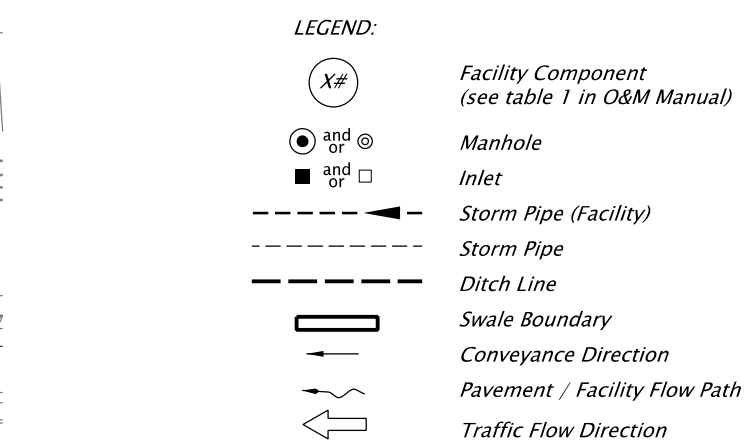 LEGEND:
X#
Facility Component
(see table 1 in O&M Manual)
and
or
Manhole
and
or
Inlet
Storm Pipe (Facility)
Storm Pipe
Ditch Line
Swale Boundary
Conveyance Direction
Pavement / Facility Flow Path
Traffic Flow Direction